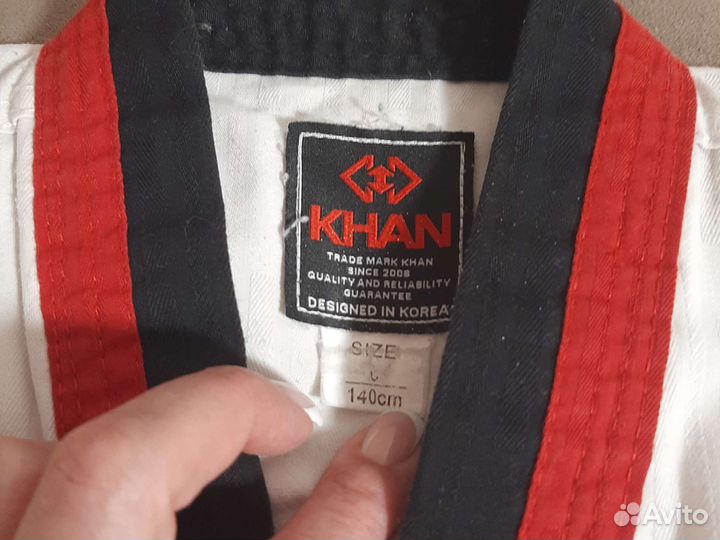 KHAN
TRADE MARK KHAN
SINCE 2008
QUALITY AND RELIABILITY
GUARANTEE
DESIGNED IN KOREA
SIZE
140cm
Avito